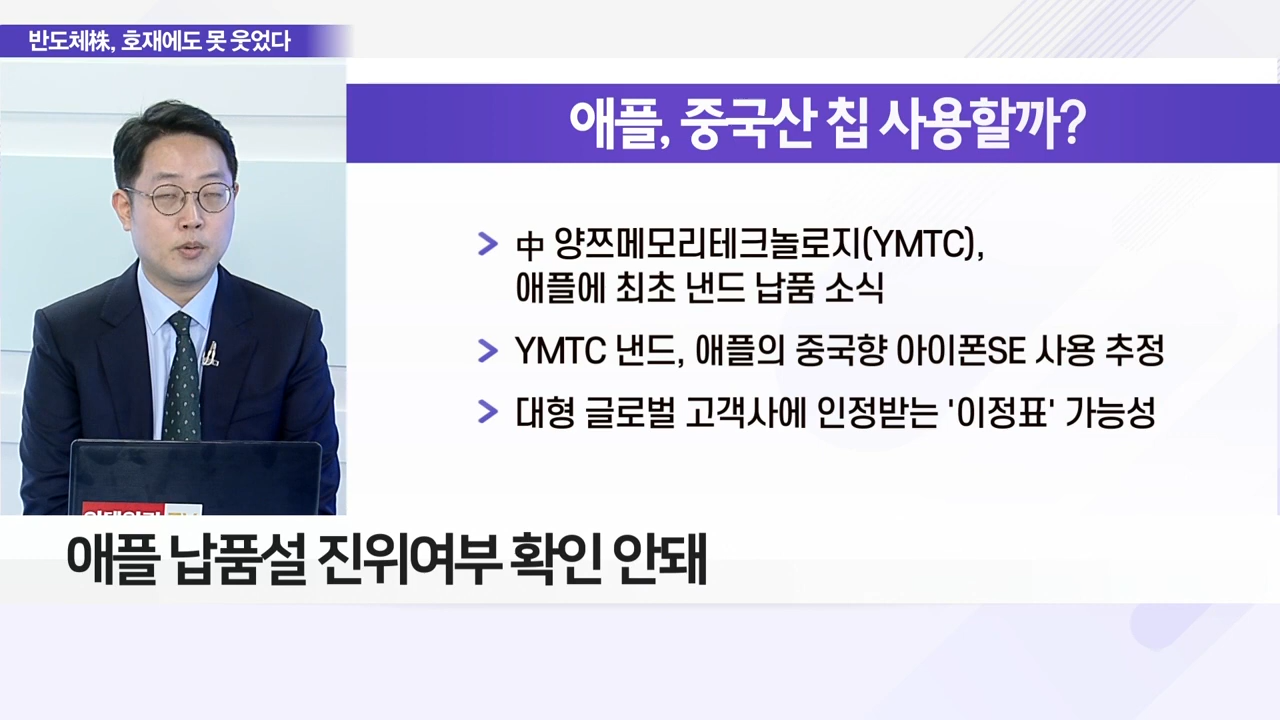 반도체株, 호재에도 못 웃었다
애플, 중국산 칩 사용할까?
> 中 양쯔메모리테크놀로지(YMTC),
애플에 최초 낸드 납품 소식
> YMTC 낸드, 애플의 중국향 아이폰SE 사용 추정
> 대형 글로벌 고객사에 인정받는 '이정표' 가능성
애플 납품설 진위여부 확인 안돼